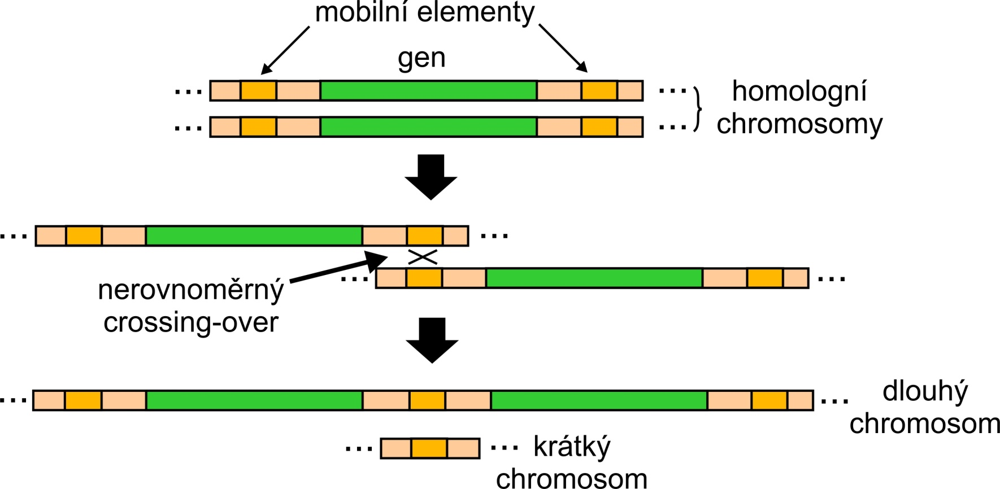 mobilní elementy
gen
homologní
chromosomy
nerovnoměrný
crossing-over
dlouhý
chromosom
krátký
chromosom